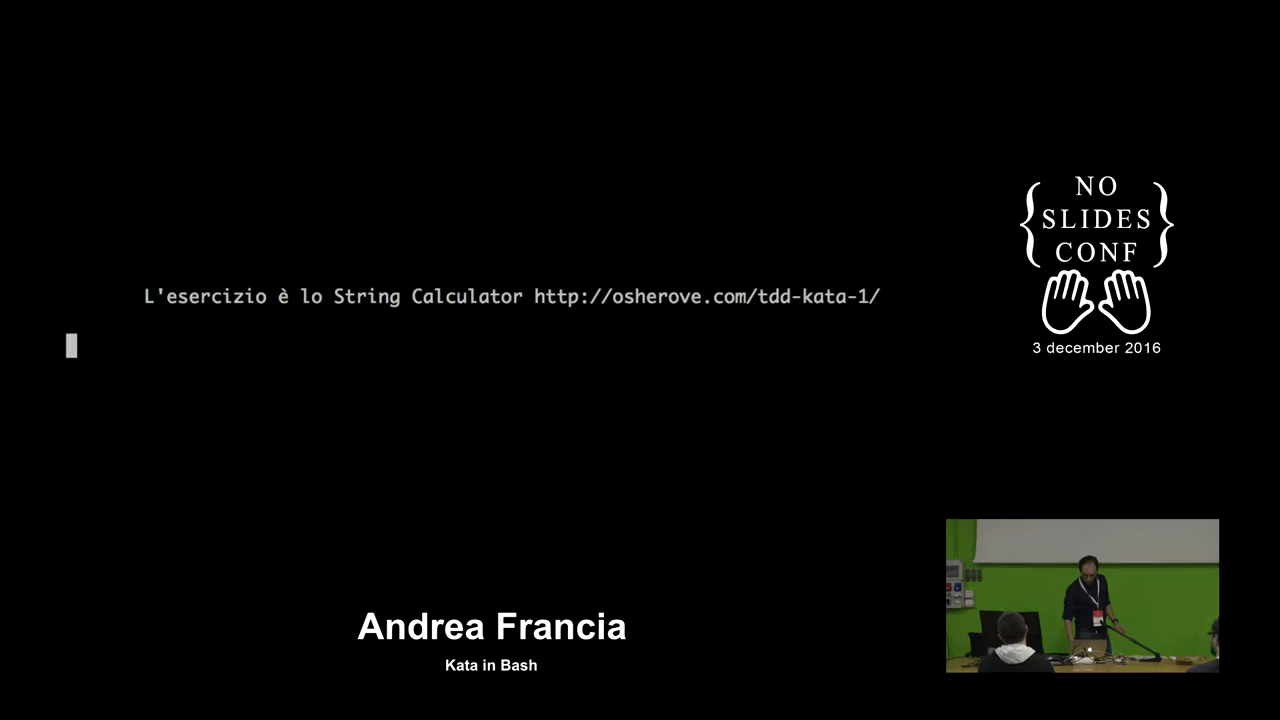 L'esercizio è lo String Calculator http://osherove.com/tdd-kata-1/
NO
SLIDES
CONF
3 december 2016
Andrea Francia
Kata in Bash